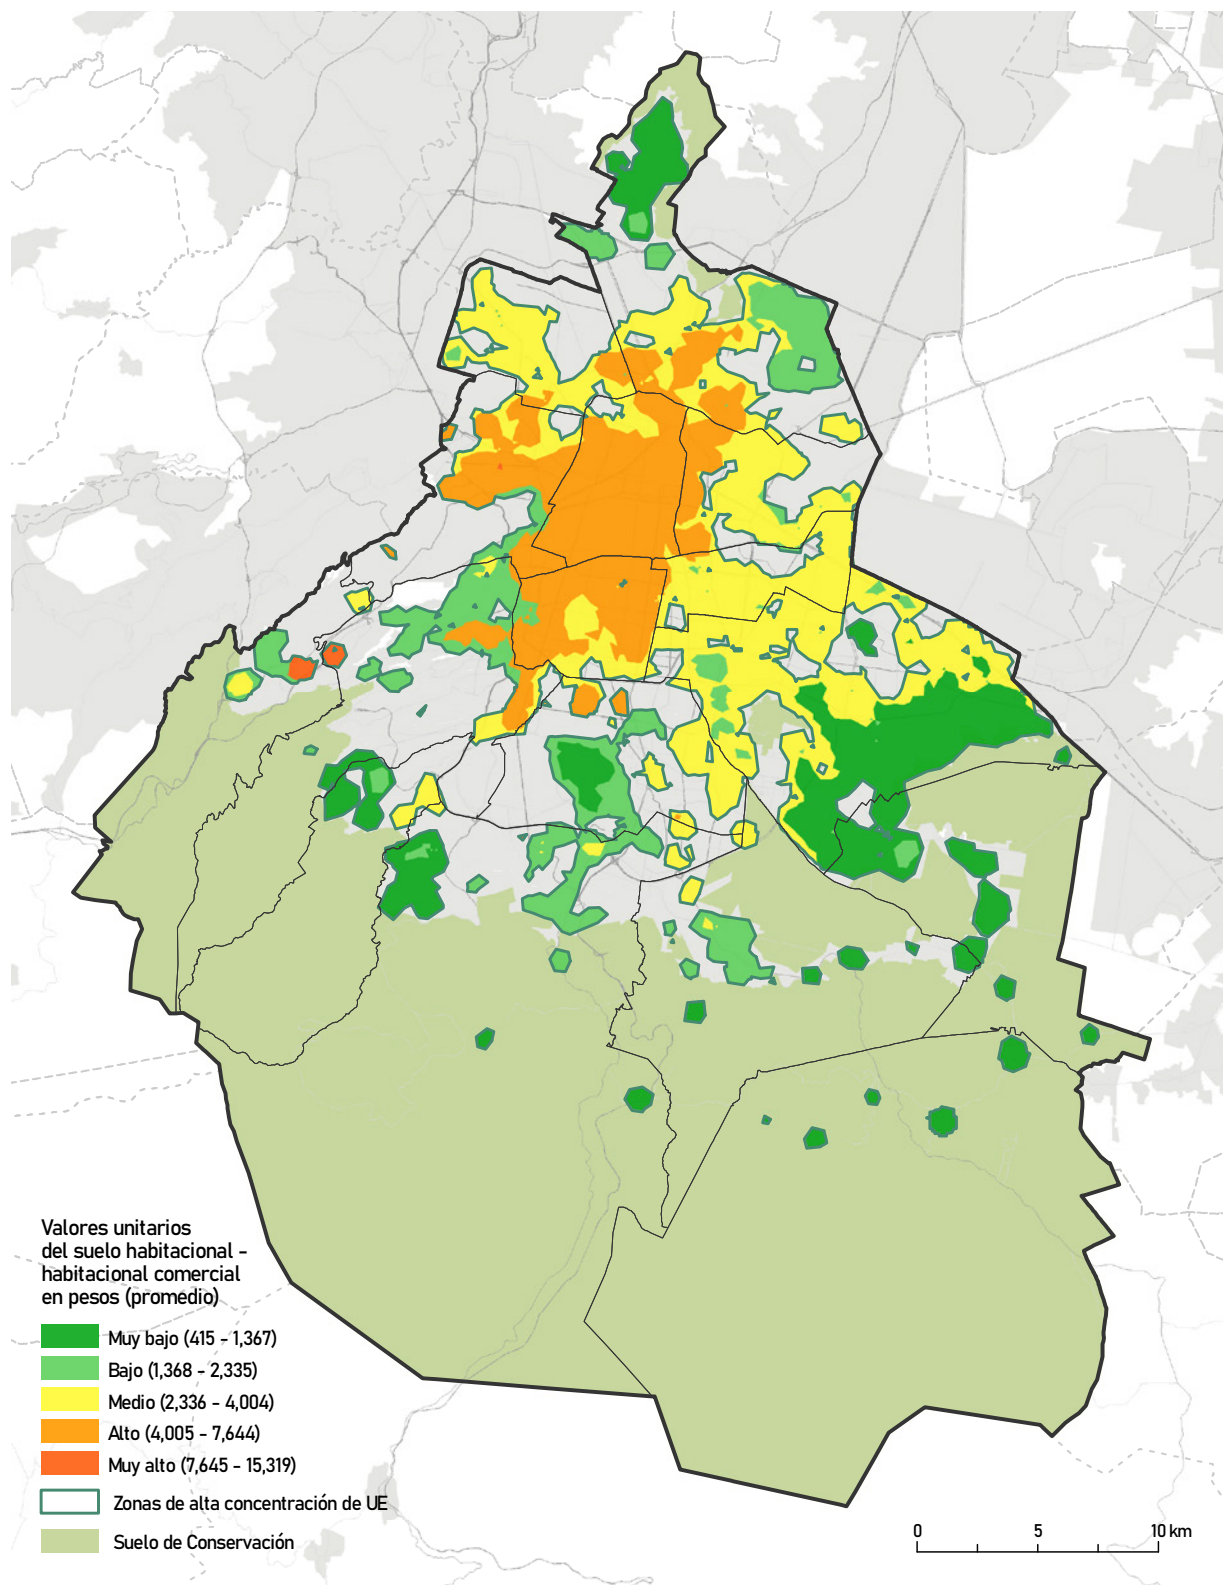 Valores unitarios
del suelo habitacional -
habitacional comercial
en pesos (promedio)
Muy bajo (415 - 1,367)
Bajo (1,368 - 2,335)
Medio (2,336 - 4,004)
Alto (4,005 - 7,644)
Muy alto (7,645 - 15,319)
Zonas de alta concentración de UE
Suelo de Conservación
0 5 10 km